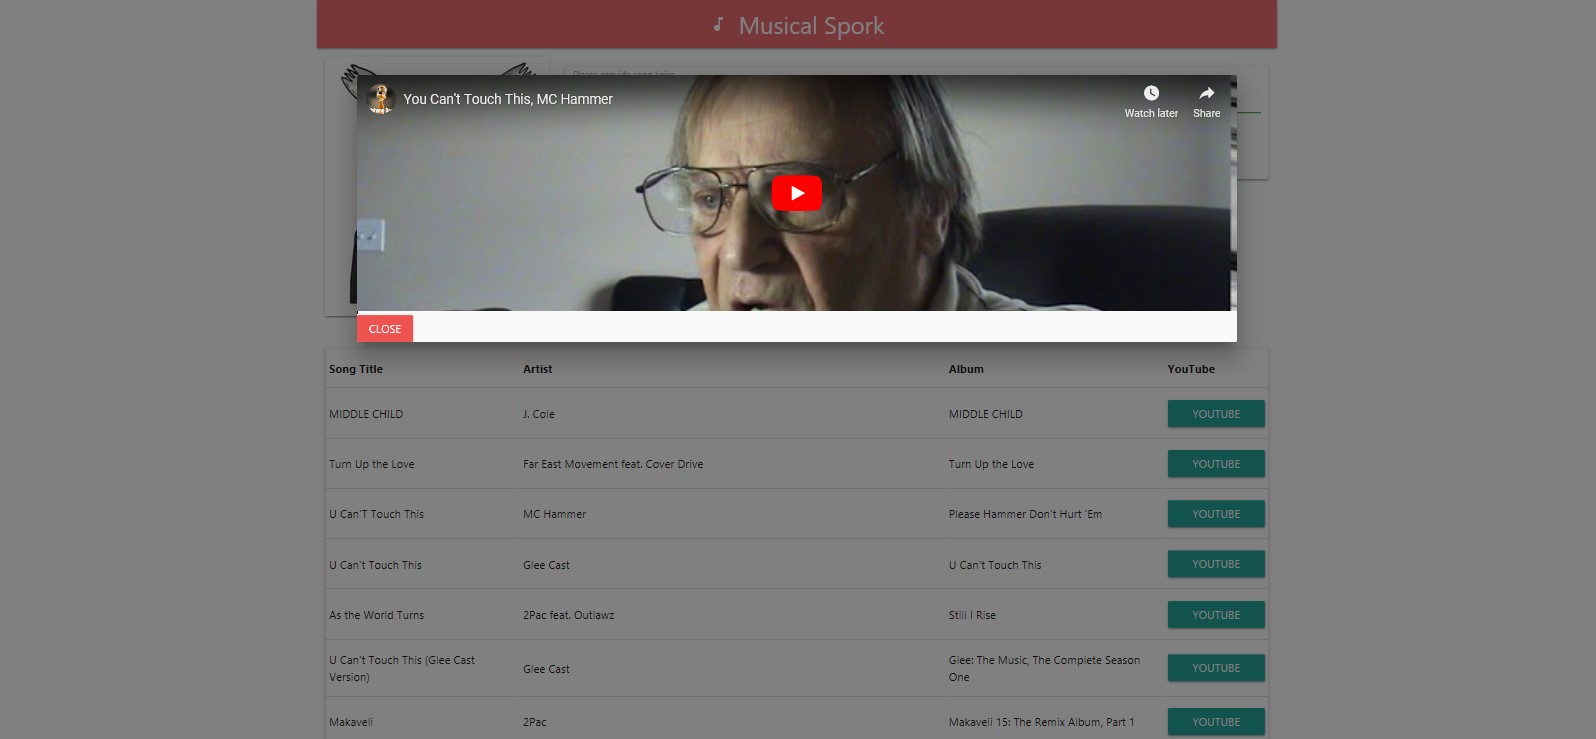 Musical Spork
Please provide song lyrics
You Can't Touch This, MC Hammer
Watch later
Share
CLOSE
Song Title Artist Album YouTube
MIDDLE CHILD J. Cole MIDDLE CHILD YOUTUBE
Turn Up the Love Far East Movement feat. Cover Drive Turn Up the Love YOUTUBE
U Can'T Touch This MC Hammer Please Hammer Don't Hurt 'Em YOUTUBE
U Can't Touch This Glee Cast U Can't Touch This YOUTUBE
As the World Turns 2Pac feat. Outlawz Still I Rise YOUTUBE
U Can't Touch This (Glee Cast
Version) Glee Cast Glee: The Music, The Complete Season
One YOUTUBE
Makaveli 2Pac Makaveli 15: The Remix Album, Part 1 YOUTUBE